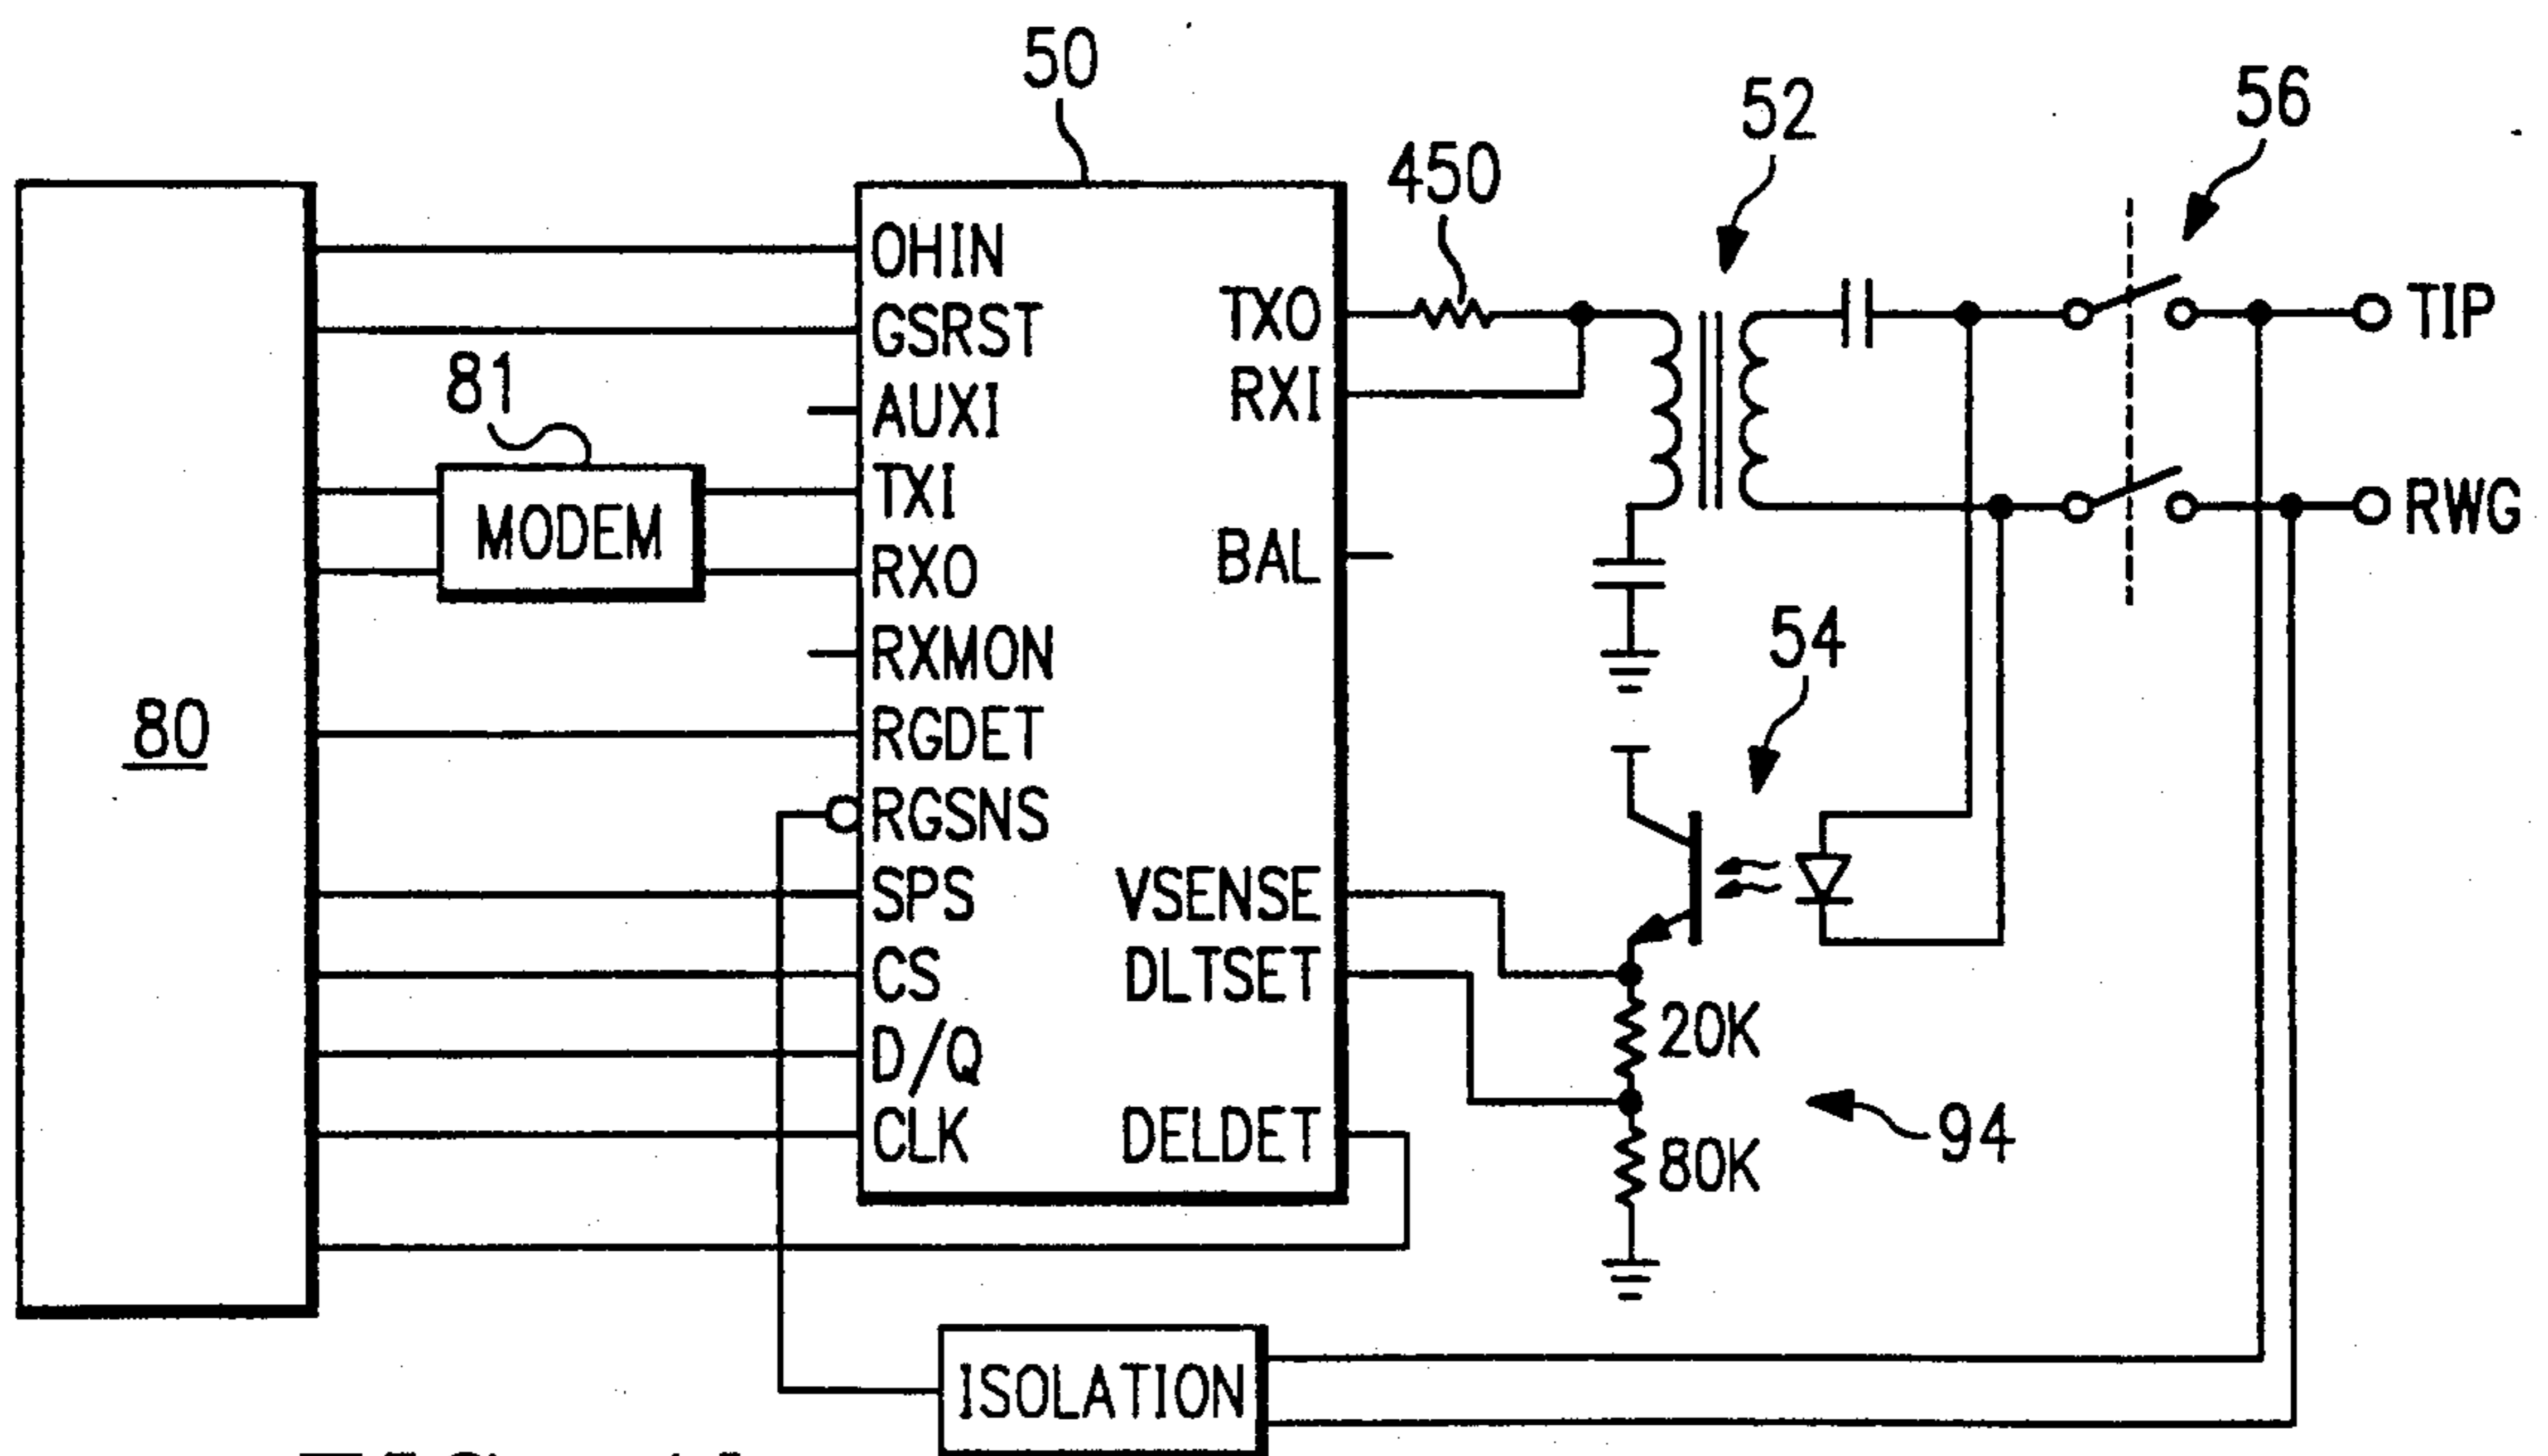 50
52
56
450
OHIN
GSRST
AUXI
TXI
RXO
RXMON
RGDET
RGSNS
SPS
CS
D/Q
CLK
TXO
RXI
BAL
VSENSE
DLTSET
DELDET
81
MODEM
80
TIP
RWG
54
20K
80K
94
ISOLATION